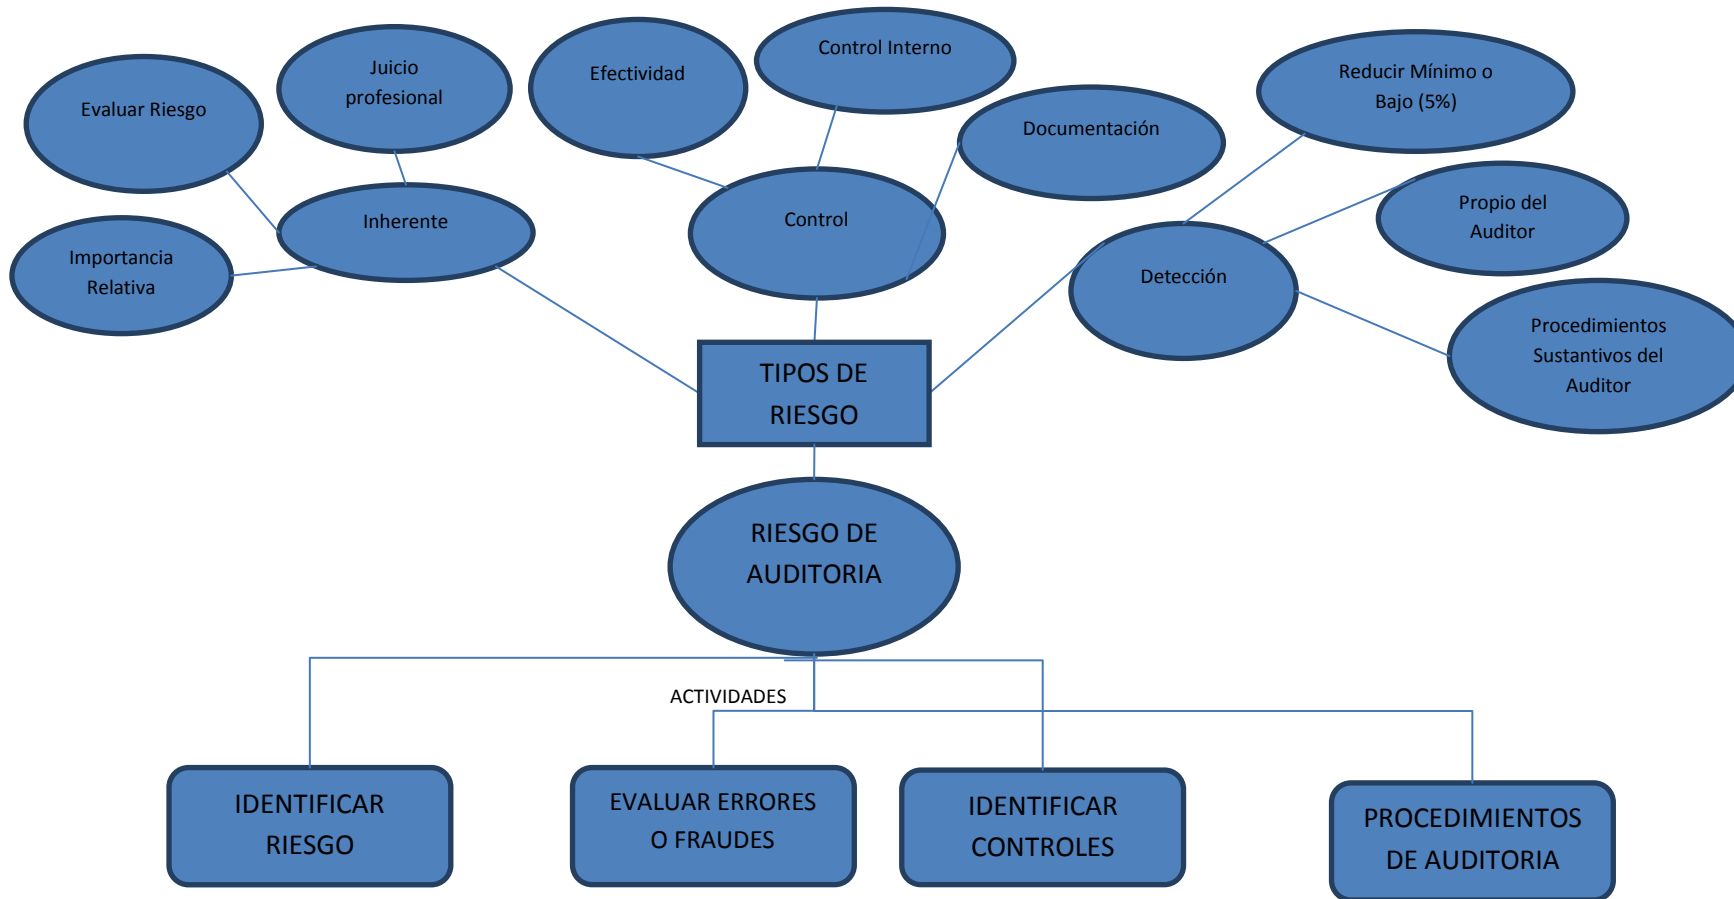 Evaluar Riesgo
Juicio
profesional
Efectividad
Control Interno
Documentación
Reducir Mínimo o
Bajo (5%)
Importancia
Relativa
Inherente
Control
Detección
Propio del
Auditor
Procedimientos
Sustantivos del
Auditor
TIPOS DE
RIESGO
RIESGO DE
AUDITORIA
ACTIVIDADES
IDENTIFICAR
RIESGO
EVALUAR ERRORES
O FRAUDES
IDENTIFICAR
CONTROLES
PROCEDIMIENTOS
DE AUDITORIA